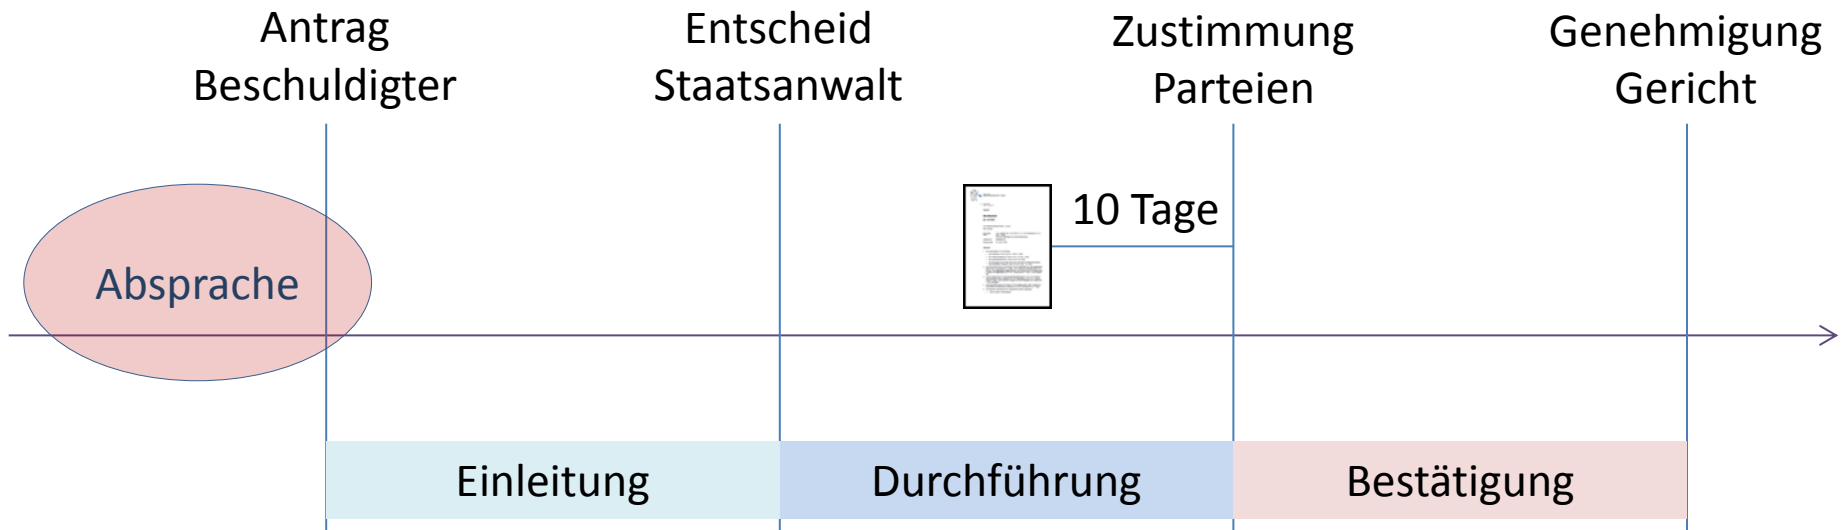 Antrag
Beschuldigter
Entscheid
Staatsanwalt
Zustimmung
Parteien
Genehmigung
Gericht
10 Tage
Absprache
Einleitung
Durchführung
Bestätigung